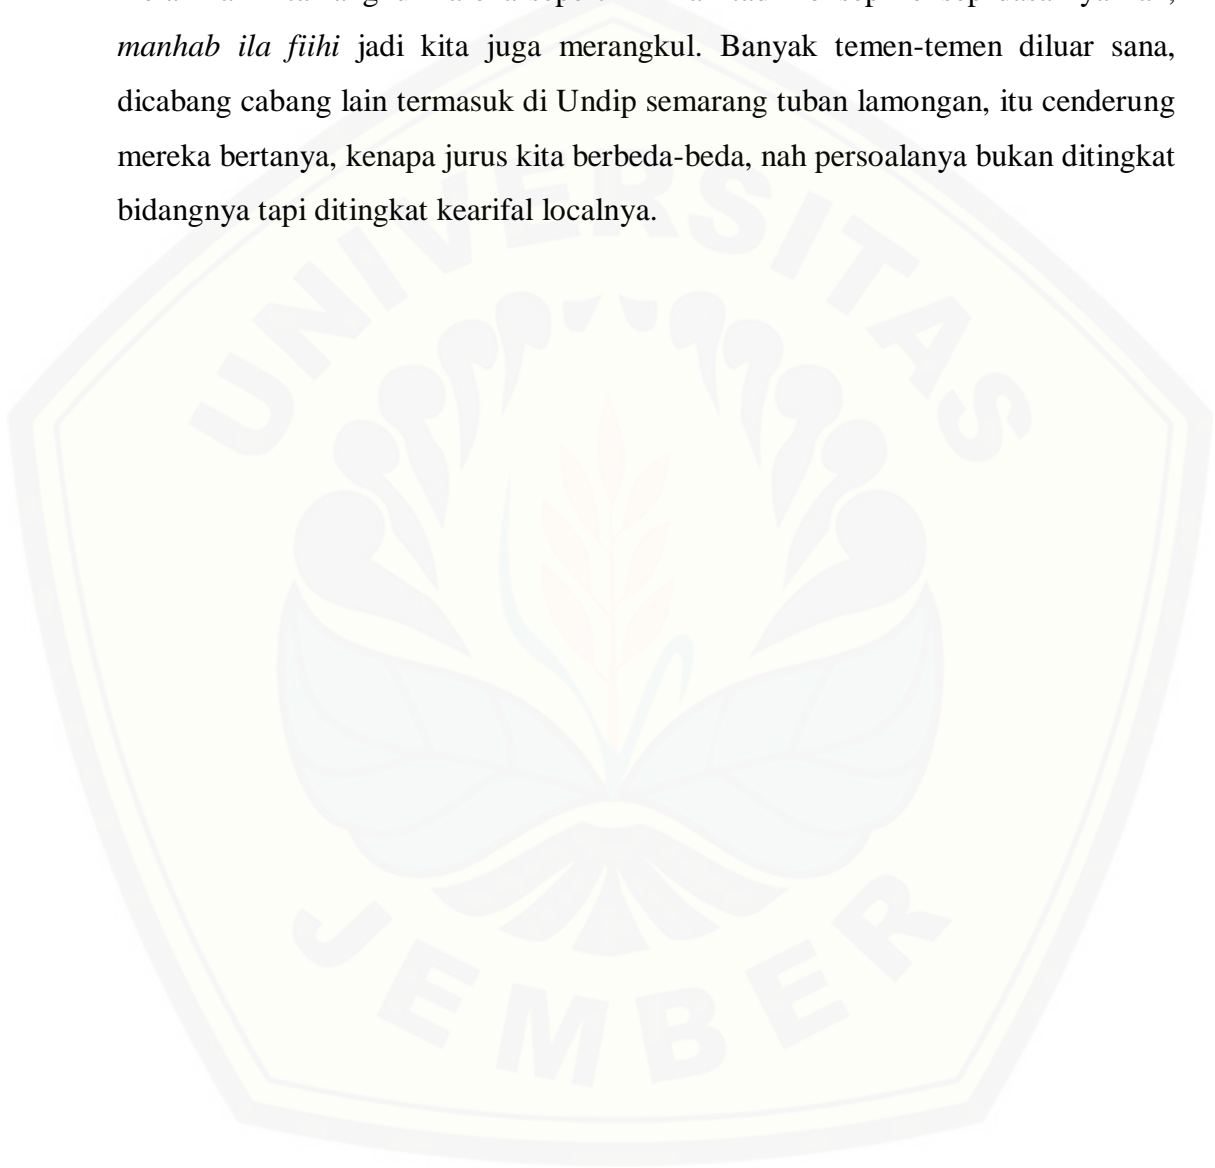 manhab ila fiihi jadi kita juga merangkul. Banyak temen-temen diluar sana,
dicabang cabang lain termasuk di Undip semarang tuban lamongan, itu cenderung
mereka bertanya, kenapa jurus kita berbeda-beda, nah persoalanya bukan ditingkat
bidangnya tapi ditingkat kearifal localnya.
UNIVERSITAS
JEMBER